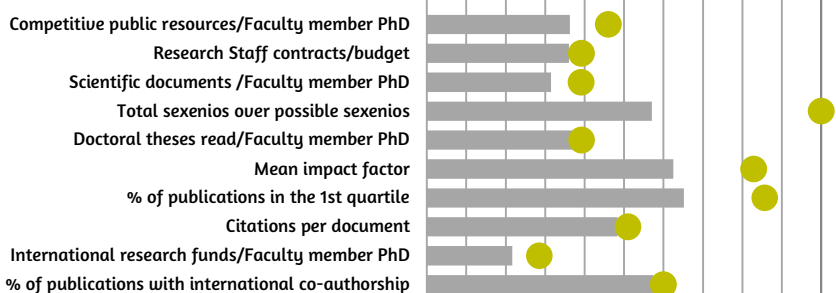 Competitive public resources/Faculty member PhD
Research Staff contracts/budget
Scientific documents /Faculty member PhD
Total sexenios over possible sexenios
Doctoral theses read/Faculty member PhD
Mean impact factor
% of publications in the 1st quartile
Citations per document
International research funds/Faculty member PhD
% of publications with international co-authorship